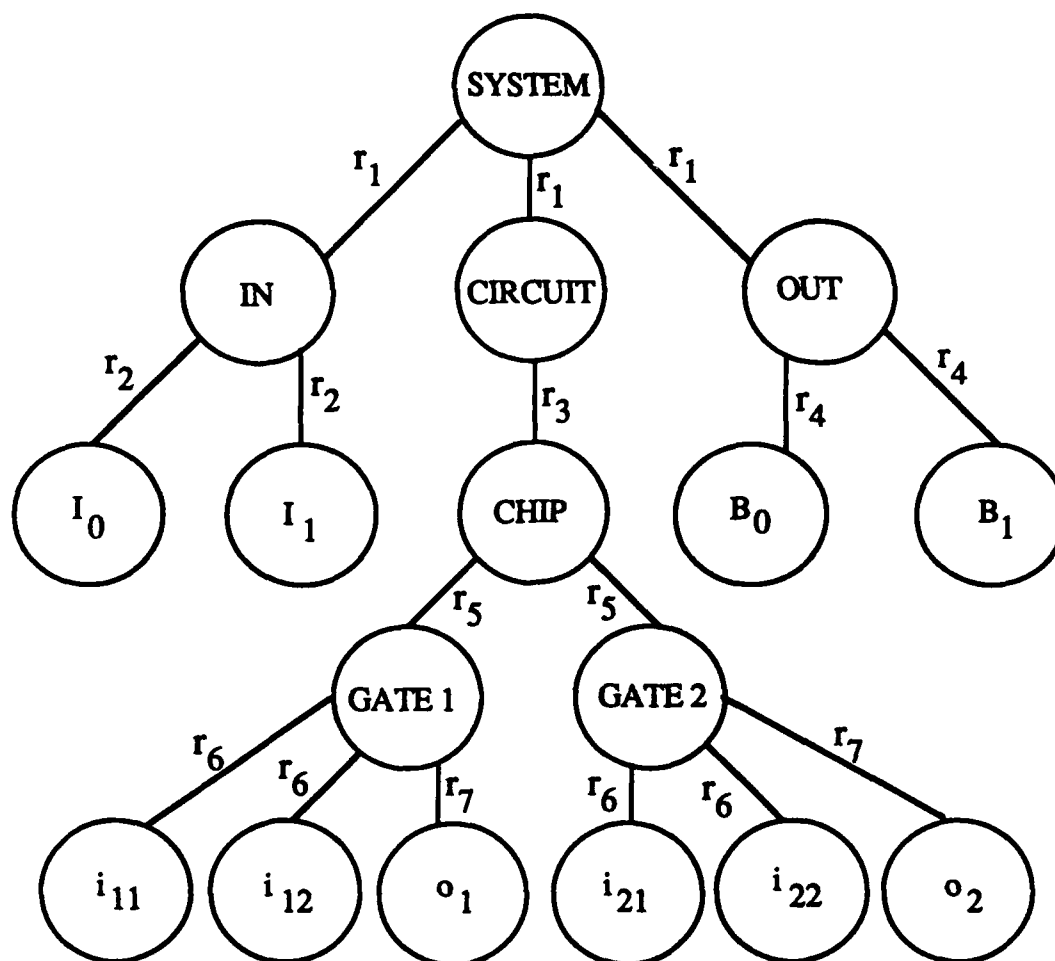 SYSTEM
r1 r1 r1
IN CIRCUIT OUT
r2 r2 r3 r4 r4
I0 I1 CHIP B0 B1
r5 r5
GATE 1 GATE 2
r6 r6 r7 r6 r6 r7
i11 i12 o1 i21 i22 o2